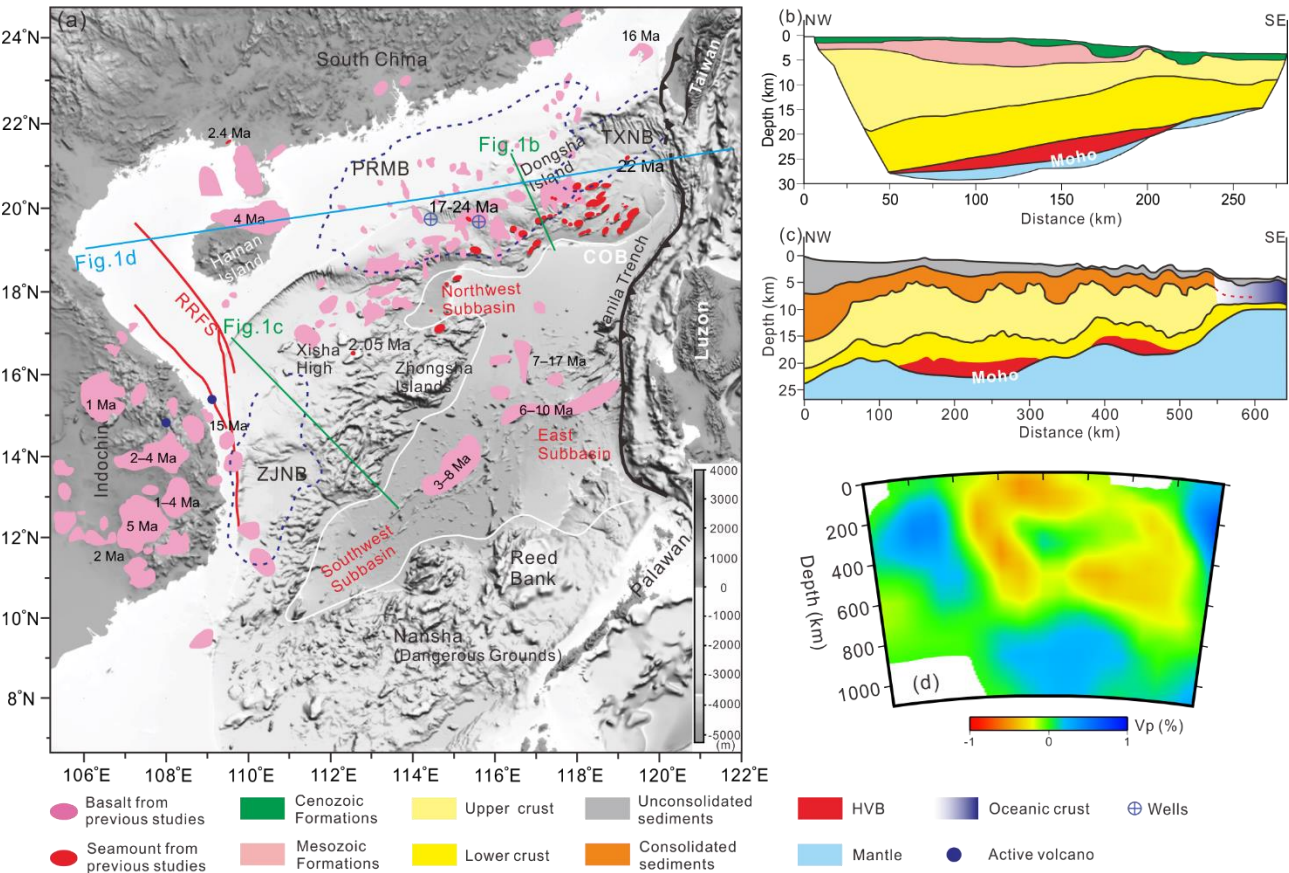 (a)
24°N
22°N
20°N
18°N
16°N
14°N
12°N
10°N
8°N
106°E
108°E
110°E
112°E
114°E
116°E
118°E
120°E
122°E
South China
16 Ma
Taiwan
2.4 Ma
PRMB
Fig.1b
Dongsha
Island
TXNB
22 Ma
17-24 Ma
4 Ma
Hainan
Island
Fig.1d
COB
Manila Trench
RRFS
Northwest
Subbasin
Fig.1c
Luzon
Xisha
High
2.05 Ma
Zhongsha
Islands
7–17 Ma
1 Ma
6–10 Ma
15 Ma
East
Subbasin
Indochina
2–4 Ma
ZJNB
3–8 Ma
1–4 Ma
5 Ma
2 Ma
Southwest
Subbasin
Reed
Bank
Palawan
Nansha
(Dangerous Grounds)
4000
3000
2000
1000
0
-1000
-2000
-3000
-4000
-5000
(m)
(b) NW
SE
0
5
10
15
20
25
30
Depth (km)
Moho
0
50
100
150
200
250
Distance (km)
(c) NW
SE
0
5
10
15
20
25
Depth (km)
Moho
0
100
200
300
400
500
600
Distance (km)
0
200
400
600
800
1000
Depth (km)
(d)
Vp (%)
-1
0
1
Basalt from
previous studies
Cenozoic
Formations
Upper crust
Unconsolidated
sediments
HVB
Oceanic crust
Wells
Seamount from
previous studies
Mesozoic
Formations
Lower crust
Consolidated
sediments
Mantle
Active volcano